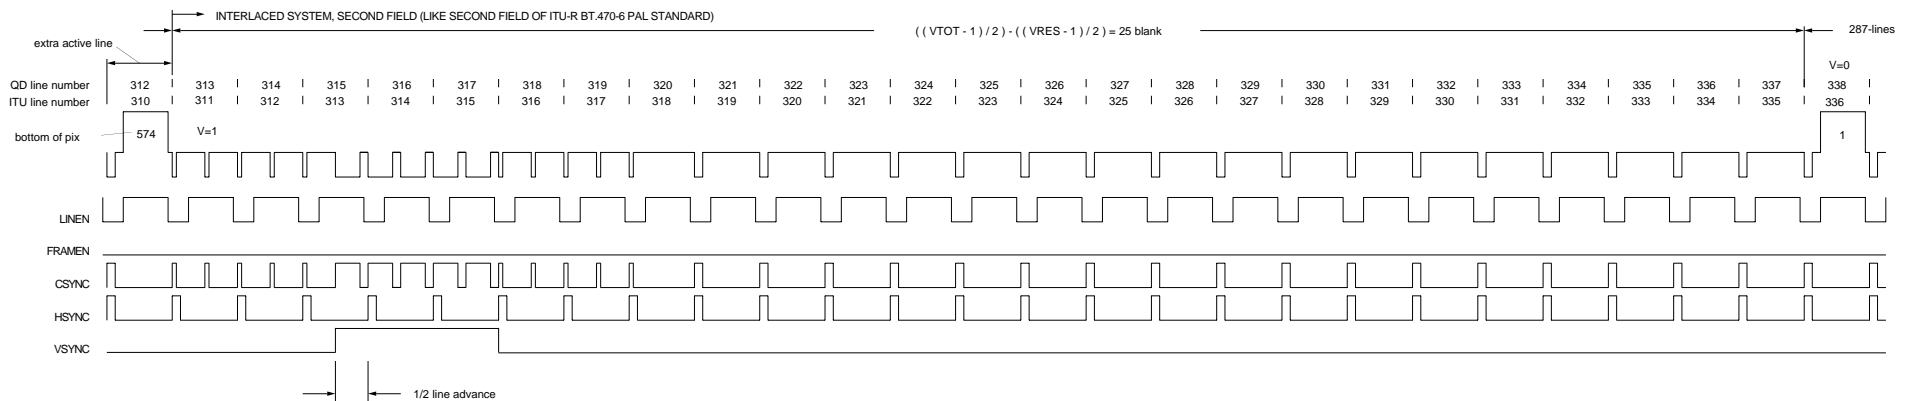 INTERLACED SYSTEM, SECOND FIELD (LIKE SECOND FIELD OF ITU-R BT.470-6 PAL STANDARD)
( ( VTOT - 1 ) / 2 ) - ( ( VRES - 1 ) / 2 ) = 25 blank
287-lines
extra active line
V=0
QD line number 312 313 314 315 316 317 318 319 320 321 322 323 324 325 326 327 328 329 330 331 332 333 334 335 336 337 338
ITU line number 310 311 312 313 314 315 316 317 318 319 320 321 322 323 324 325 326 327 328 329 330 331 332 333 334 335 336
bottom of pix 574 V=1 1
LINEN
FRAMEN
CSYNC
HSYNC
VSYNC
1/2 line advance